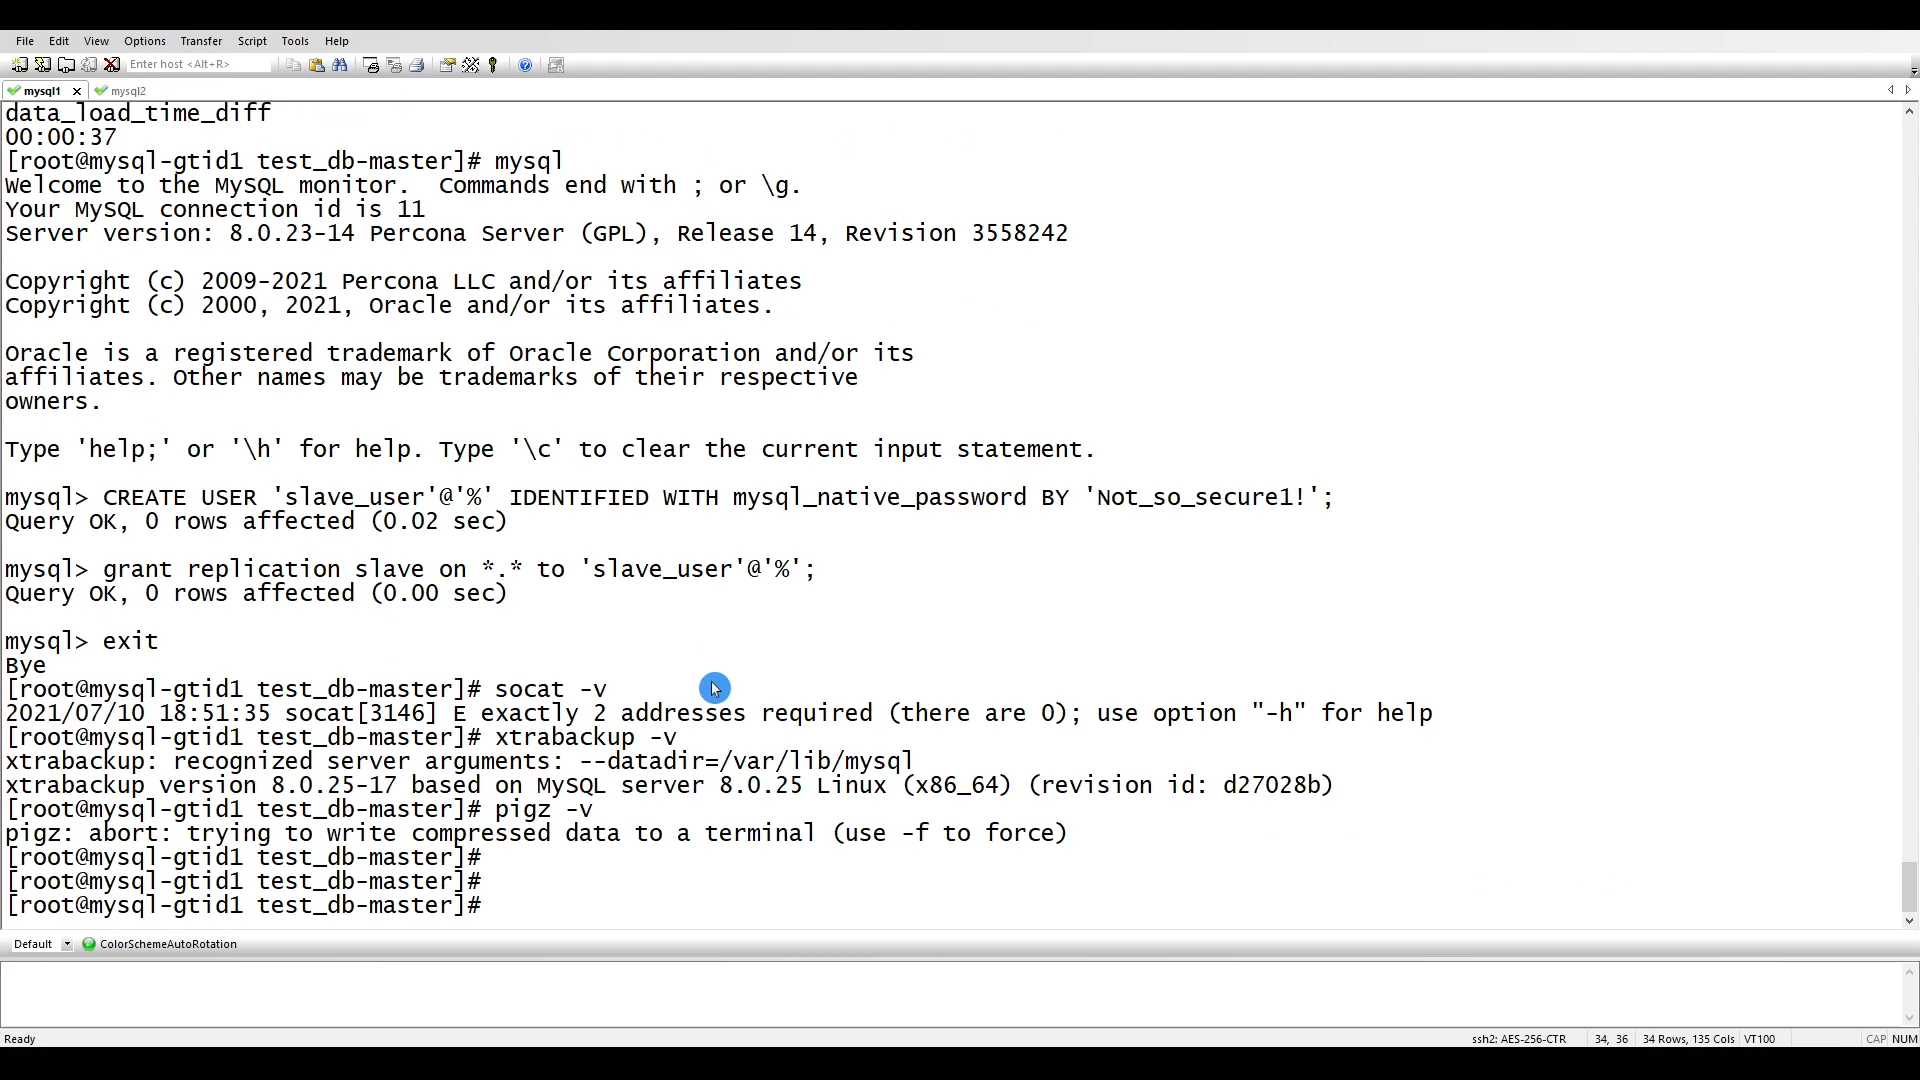 File Edit View Options Transfer Script Tools Help
Enter host <Alt+R>
mysql1 mysql2
data_load_time_diff
00:00:37
[root@mysql-gtid1 test_db-master]# mysql
Welcome to the MySQL monitor.  Commands end with ; or \g.
Your MySQL connection id is 11
Server version: 8.0.23-14 Percona Server (GPL), Release 14, Revision 3558242
Copyright (c) 2009-2021 Percona LLC and/or its affiliates
Copyright (c) 2000, 2021, Oracle and/or its affiliates.
Oracle is a registered trademark of Oracle Corporation and/or its
affiliates. Other names may be trademarks of their respective
owners.
Type 'help;' or '\h' for help. Type '\c' to clear the current input statement.
mysql> CREATE USER 'slave_user'@'%' IDENTIFIED WITH mysql_native_password BY 'Not_so_secure1!';
Query OK, 0 rows affected (0.02 sec)
mysql> grant replication slave on *.* to 'slave_user'@'%';
Query OK, 0 rows affected (0.00 sec)
mysql> exit
Bye
[root@mysql-gtid1 test_db-master]# socat -v
2021/07/10 18:51:35 socat[3146] E exactly 2 addresses required (there are 0); use option "-h" for help
[root@mysql-gtid1 test_db-master]# xtrabackup -v
xtrabackup: recognized server arguments: --datadir=/var/lib/mysql
xtrabackup version 8.0.25-17 based on MySQL server 8.0.25 Linux (x86_64) (revision id: d27028b)
[root@mysql-gtid1 test_db-master]# pigz -v
pigz: abort: trying to write compressed data to a terminal (use -f to force)
[root@mysql-gtid1 test_db-master]#
[root@mysql-gtid1 test_db-master]#
[root@mysql-gtid1 test_db-master]#
Default ColorSchemeAutoRotation
Ready ssh2: AES-256-CTR 34, 36 34 Rows, 135 Cols VT100 CAP NUM